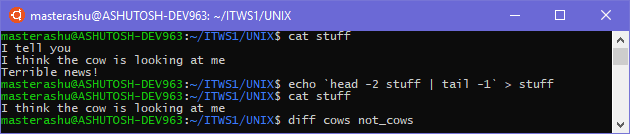 masterashu@ASHUTOSH-DEV963: ~/ITWS1/UNIX
masterashu@ASHUTOSH-DEV963:~/ITWS1/UNIX$ cat stuff
I tell you
I think the cow is looking at me
Terrible news!
masterashu@ASHUTOSH-DEV963:~/ITWS1/UNIX$ echo `head -2 stuff | tail -1` > stuff
masterashu@ASHUTOSH-DEV963:~/ITWS1/UNIX$ cat stuff
I think the cow is looking at me
masterashu@ASHUTOSH-DEV963:~/ITWS1/UNIX$ diff cows not_cows